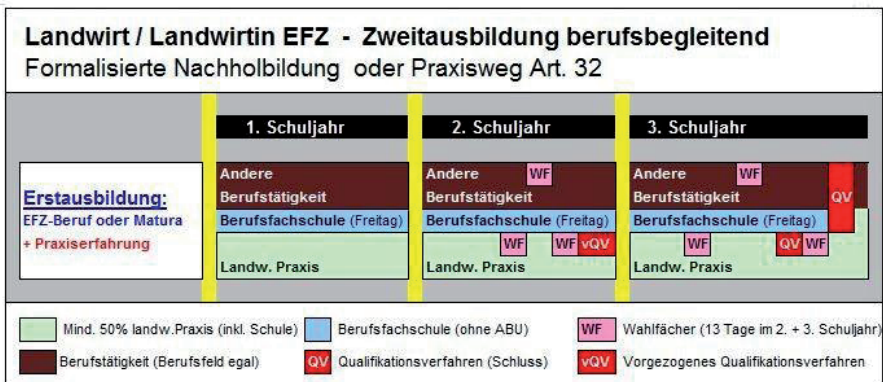 Landwirt / Landwirtin EFZ - Zweitausbildung berufsbegleitend
Formalisierte Nachholbildung oder Praxisweg Art. 32
1. Schuljahr
2. Schuljahr
3. Schuljahr
Erstausbildung:
EFZ-Beruf oder Matura
+ Praxiserfahrung
Andere
Berufstätigkeit
Berufsfachschule (Freitag)
Landw. Praxis
Andere WF
Berufstätigkeit
Berufsfachschule (Freitag)
WF WF vQV
Landw. Praxis
Andere WF
Berufstätigkeit QV
Berufsfachschule (Freitag)
WF QV WF
Landw. Praxis
Mind. 50% landw.Praxis (inkl. Schule)
Berufsfachschule (ohne ABU)
WF Wahlfächer (13 Tage im 2. + 3. Schuljahr)
Berufstätigkeit (Berufsfeld egal)
QV Qualifikationsverfahren (Schluss)
vQV Vorgezogenes Qualifikationsverfahren